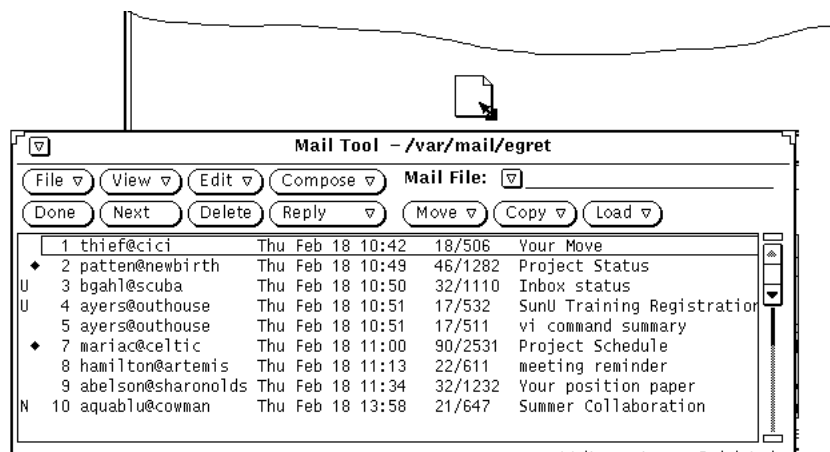 Mail Tool - /var/mail/egret
File View Edit Compose Mail File:
Done Next Delete Reply Move Copy Load
1 thief@cici Thu Feb 18 10:42 18/506 Your Move
2 patten@newbirth Thu Feb 18 10:49 46/1282 Project Status
U 3 bgahl@scuba Thu Feb 18 10:50 32/1110 Inbox status
U 4 ayers@outhouse Thu Feb 18 10:51 17/532 SunU Training Registration
5 ayers@outhouse Thu Feb 18 10:51 17/511 vi command summary
7 mariac@celtic Thu Feb 18 11:00 90/2531 Project Schedule
8 hamilton@artemis Thu Feb 18 11:13 22/611 meeting reminder
9 abelson@sharonolds Thu Feb 18 11:34 32/1232 Your position paper
N 10 aquablu@cowman Thu Feb 18 13:58 21/647 Summer Collaboration